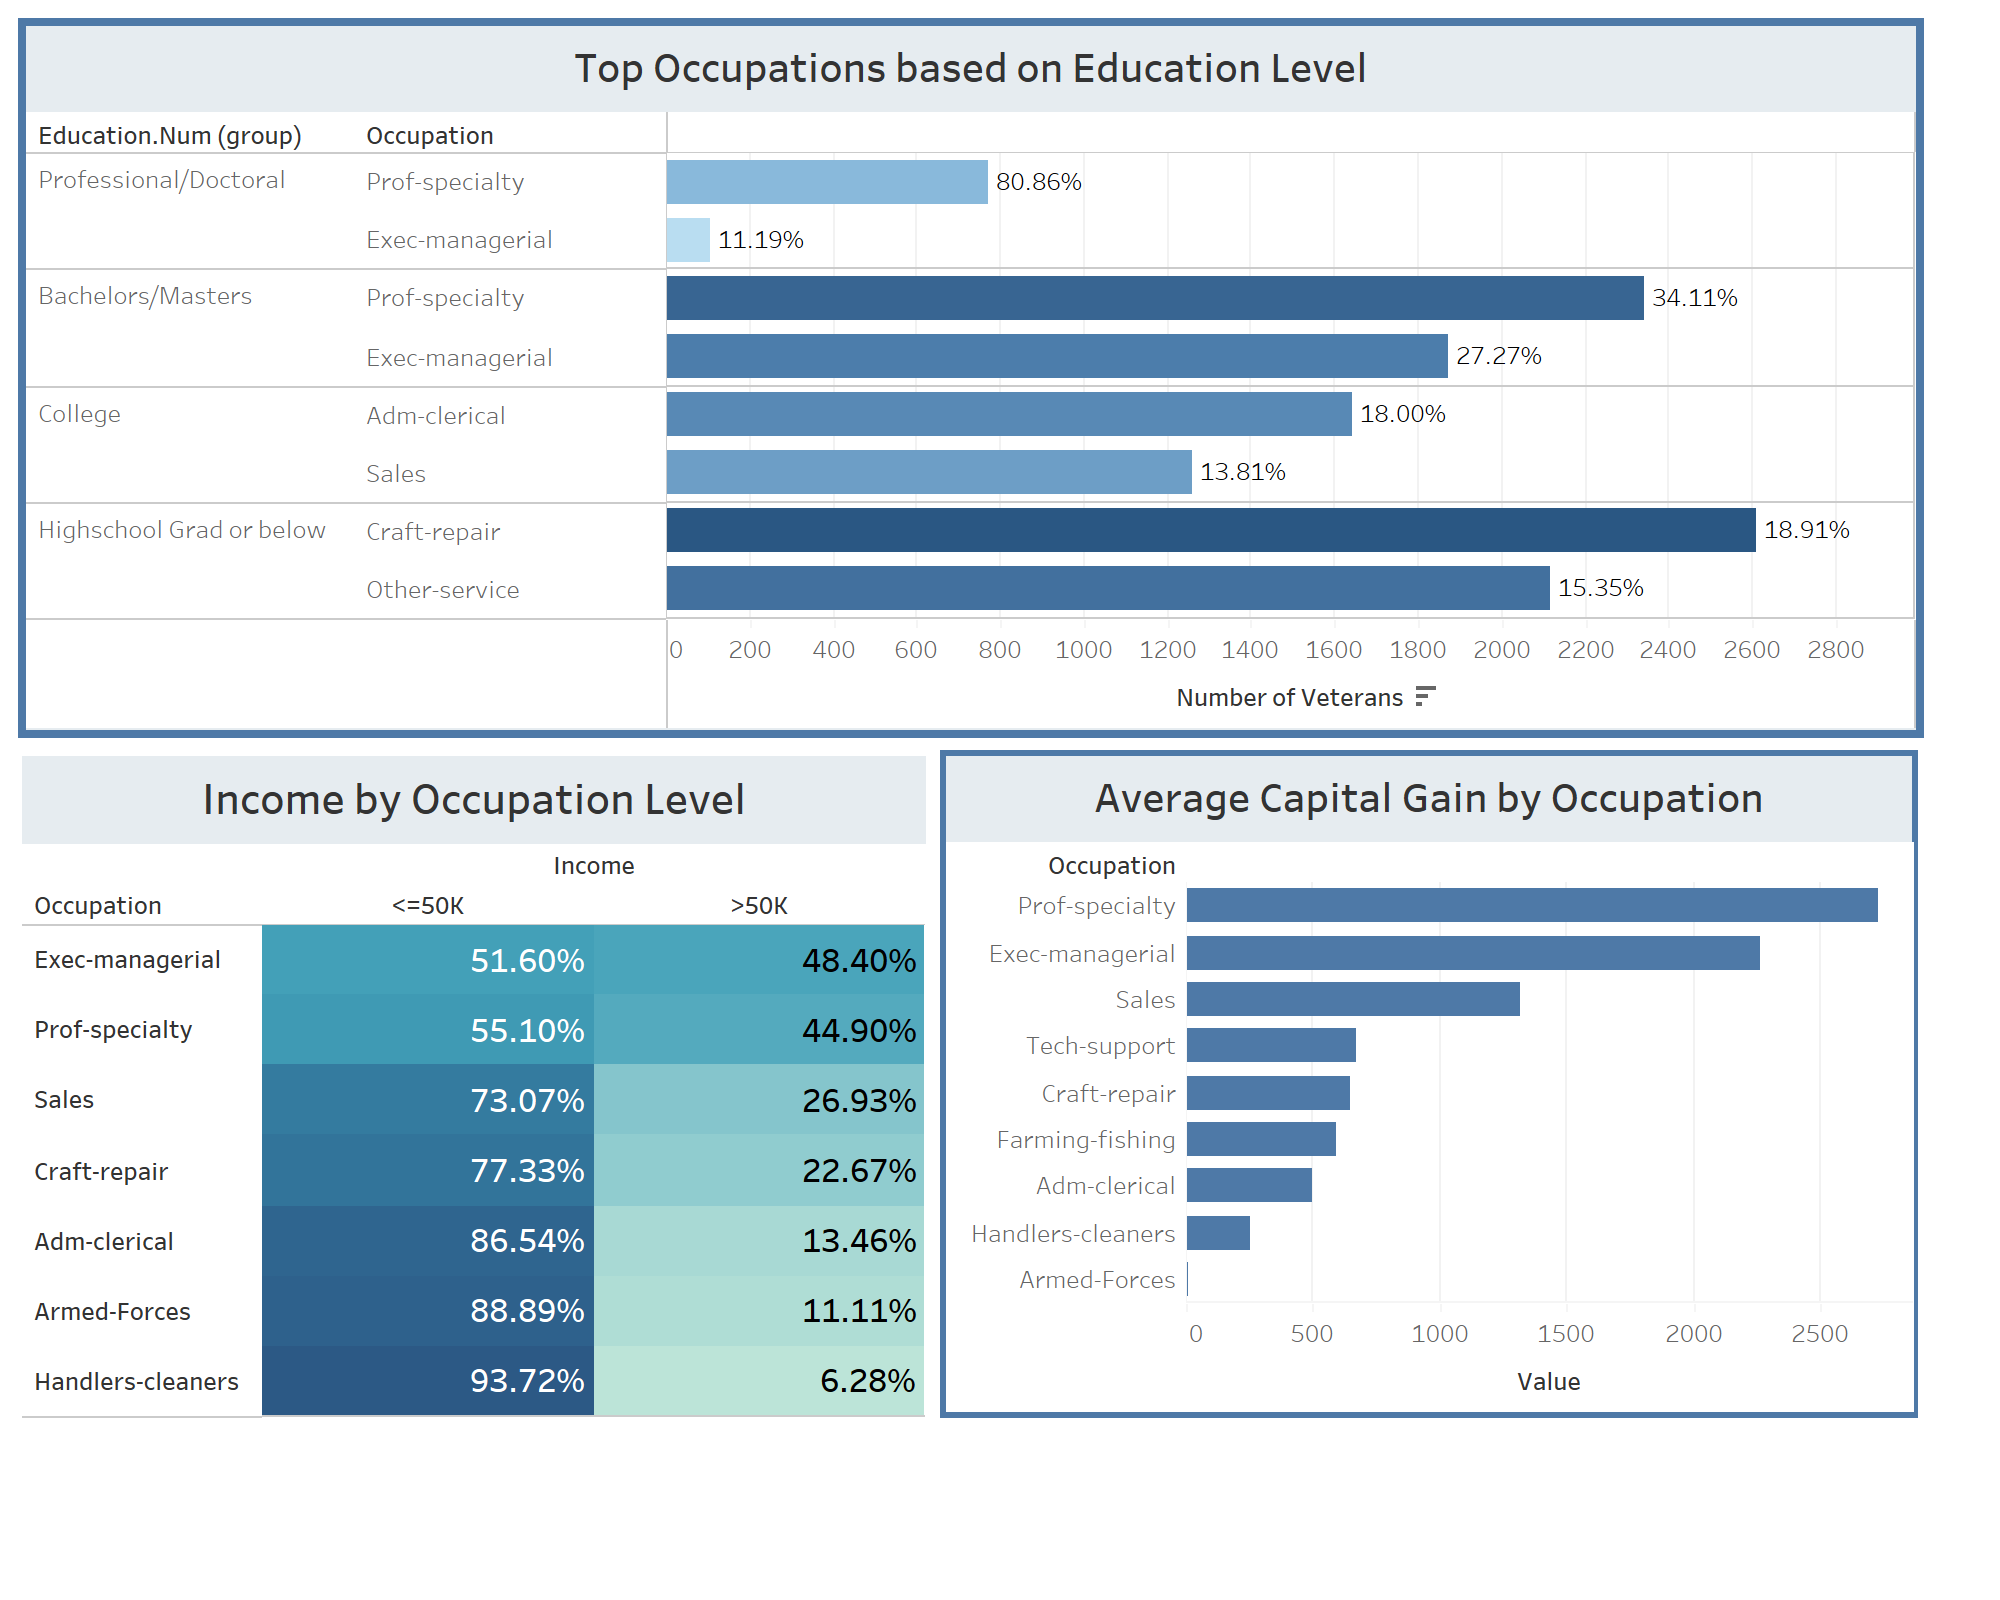 Top Occupations based on Education Level
Education.Num (group) Occupation
Professional/Doctoral Prof-specialty 80.86%
Exec-managerial 11.19%
Bachelors/Masters Prof-specialty 34.11%
Exec-managerial 27.27%
College Adm-clerical 18.00%
Sales 13.81%
Highschool Grad or below Craft-repair 18.91%
Other-service 15.35%
0 200 400 600 800 1000 1200 1400 1600 1800 2000 2200 2400 2600 2800
Number of Veterans
Income by Occupation Level
Income
Occupation <=50K >50K
Exec-managerial 51.60% 48.40%
Prof-specialty 55.10% 44.90%
Sales 73.07% 26.93%
Craft-repair 77.33% 22.67%
Adm-clerical 86.54% 13.46%
Armed-Forces 88.89% 11.11%
Handlers-cleaners 93.72% 6.28%
Average Capital Gain by Occupation
Occupation
Prof-specialty
Exec-managerial
Sales
Tech-support
Craft-repair
Farming-fishing
Adm-clerical
Handlers-cleaners
Armed-Forces
0 500 1000 1500 2000 2500
Value